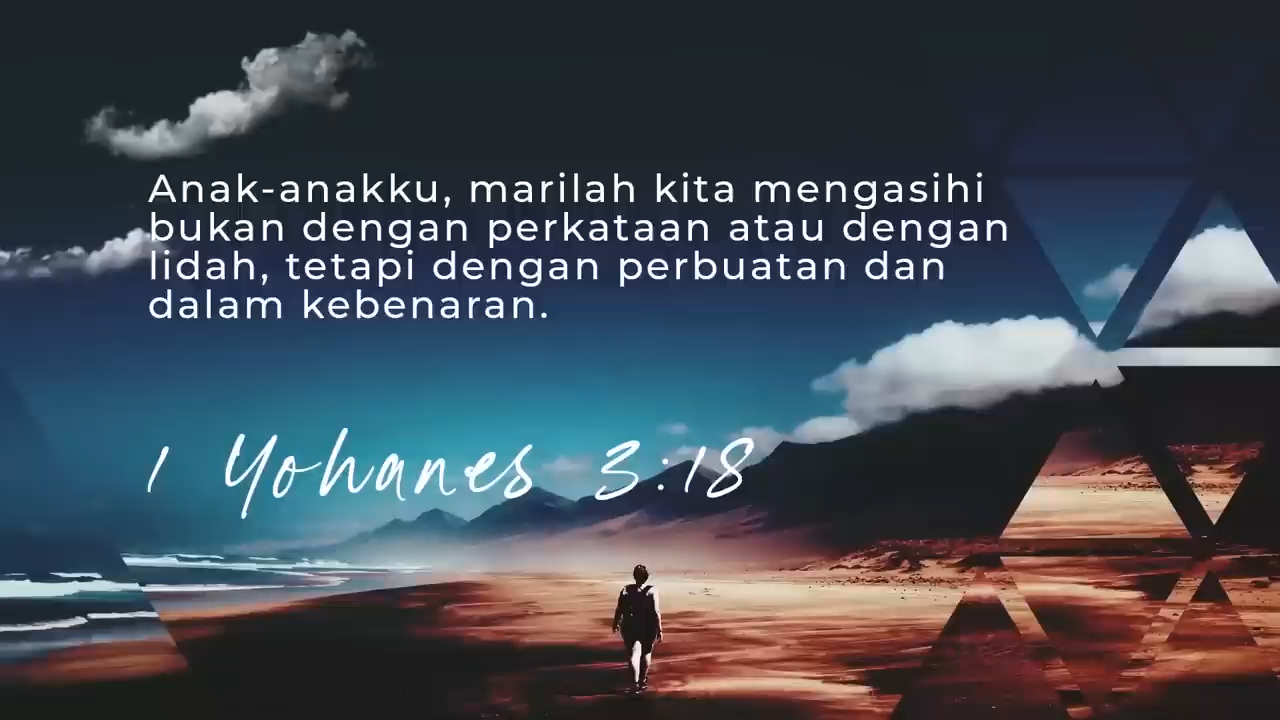 Anak-anakku, marilah kita mengasihi
bukan dengan perkataan atau dengan
lidah, tetapi dengan perbuatan dan
dalam kebenaran.
1 Yohanes 3:18